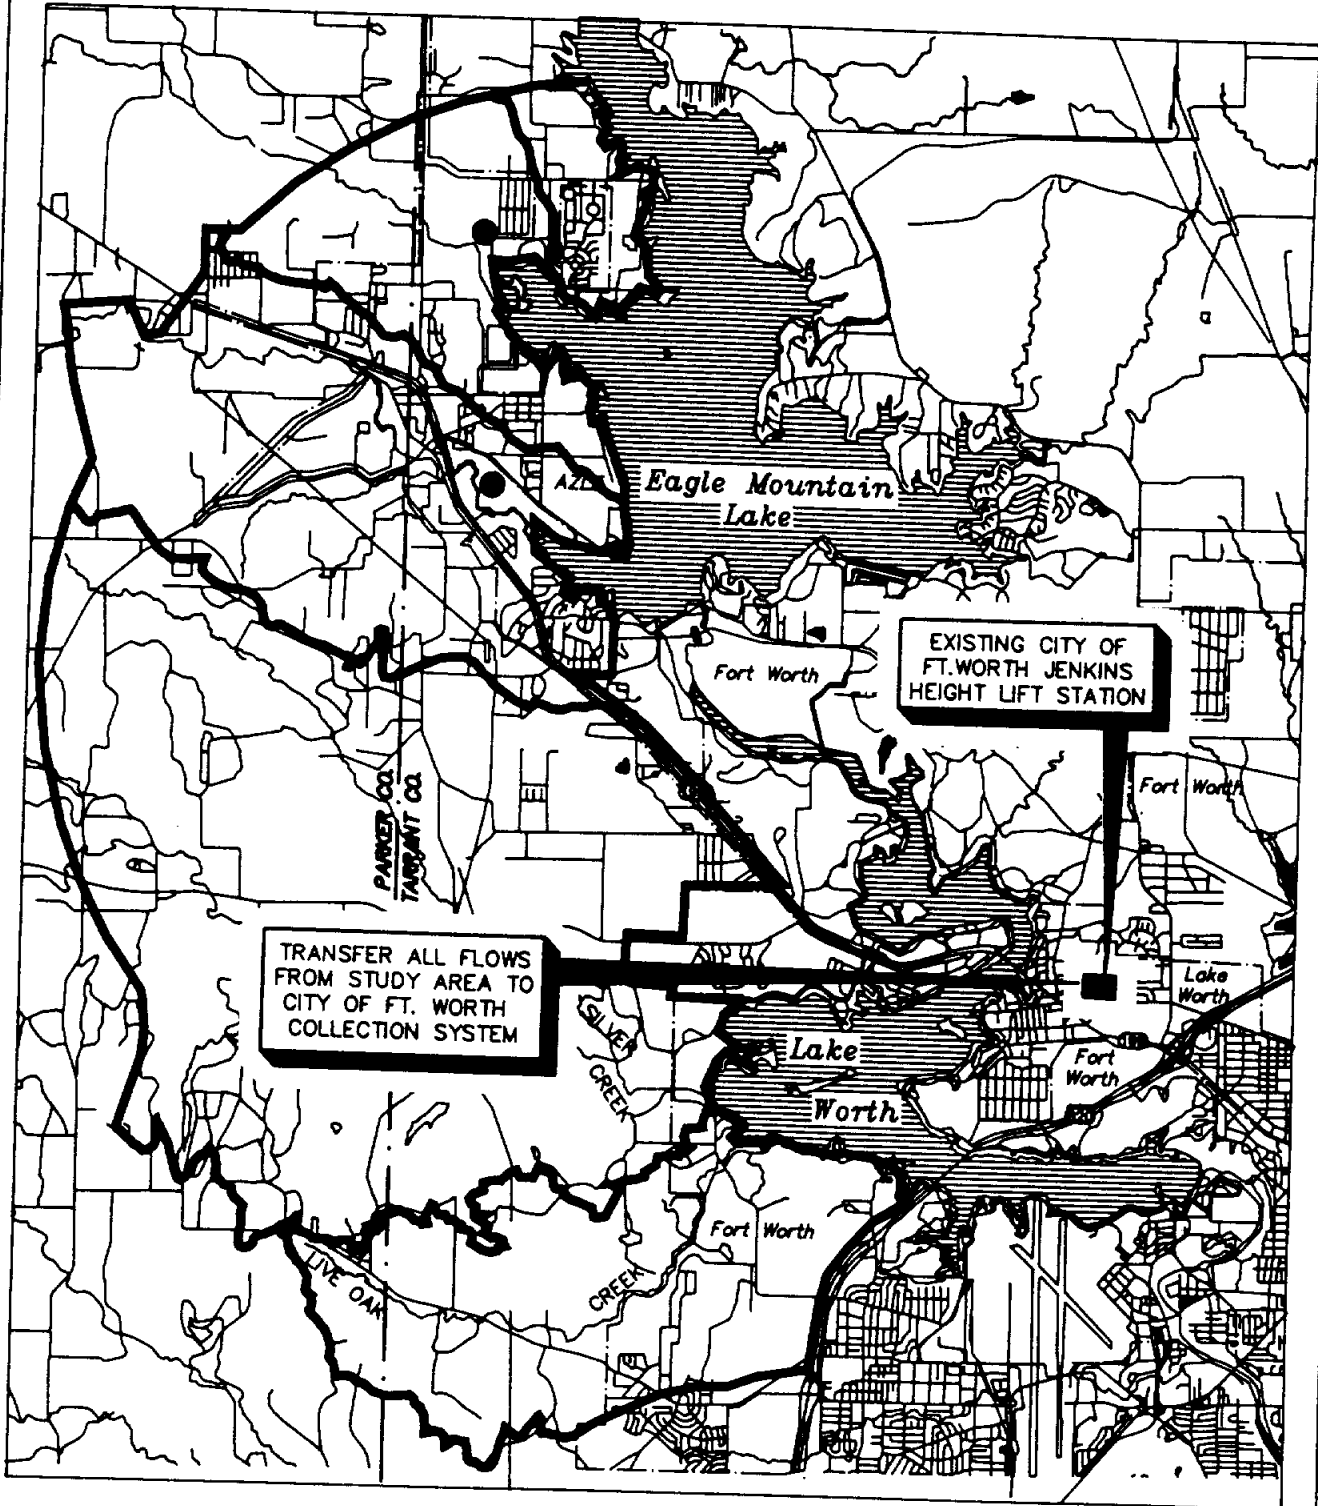 AZLE
Eagle Mountain
Lake
Fort Worth
EXISTING CITY OF
FT.WORTH JENKINS
HEIGHT LIFT STATION
Fort Worth
PARKER CO.
TARRANT CO.
TRANSFER ALL FLOWS
FROM STUDY AREA TO
CITY OF FT. WORTH
COLLECTION SYSTEM
Lake
Worth
SILVER
CREEK
Lake
Worth
Fort
Worth
Fort Worth
LIVE OAK
CREEK